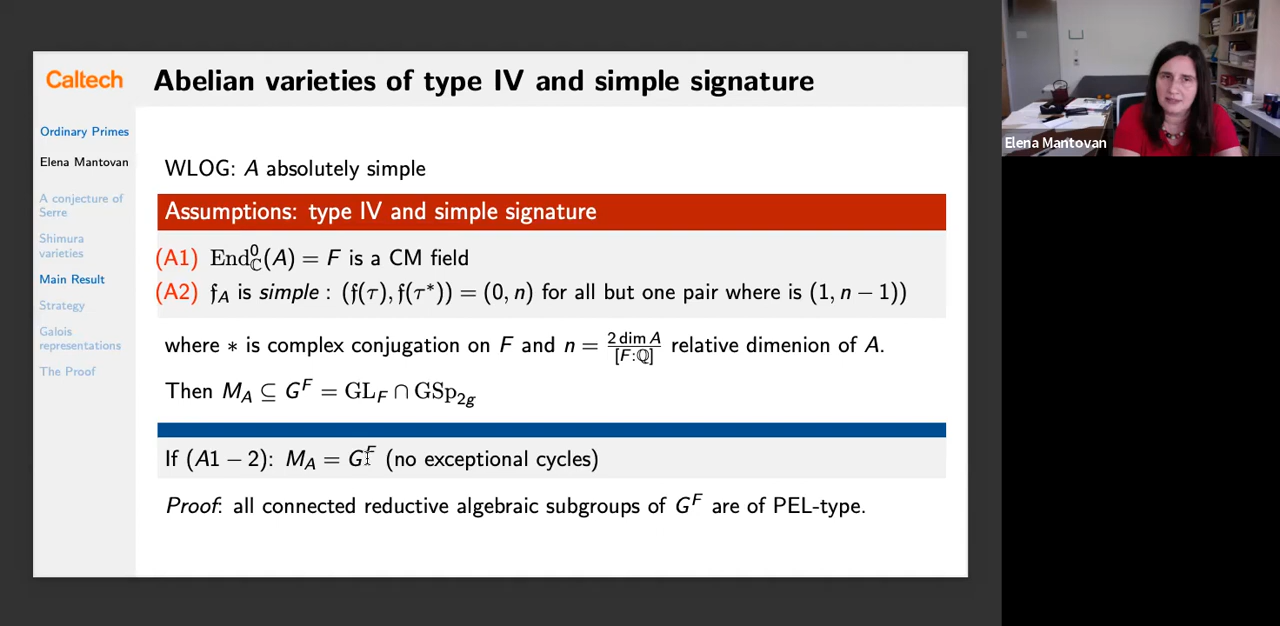 Caltech
Abelian varieties of type IV and simple signature
Ordinary Primes
Elena Mantovan
A conjecture of
Serre
Shimura
varieties
Main Result
Strategy
Galois
representations
The Proof
WLOG: A absolutely simple
Assumptions: type IV and simple signature
(A1) End⁰_ℂ(A) = F is a CM field
(A2) 𝔣_A is simple : (𝔣(τ), 𝔣(τ*)) = (0, n) for all but one pair where is (1, n − 1))
where * is complex conjugation on F and n = 2 dim A / [F:ℚ] relative dimenion of A.
Then M_A ⊆ G^F = GL_F ∩ GSp_2g
If (A1 − 2): M_A = G^F (no exceptional cycles)
Proof: all connected reductive algebraic subgroups of G^F are of PEL-type.
Elena Mantovan